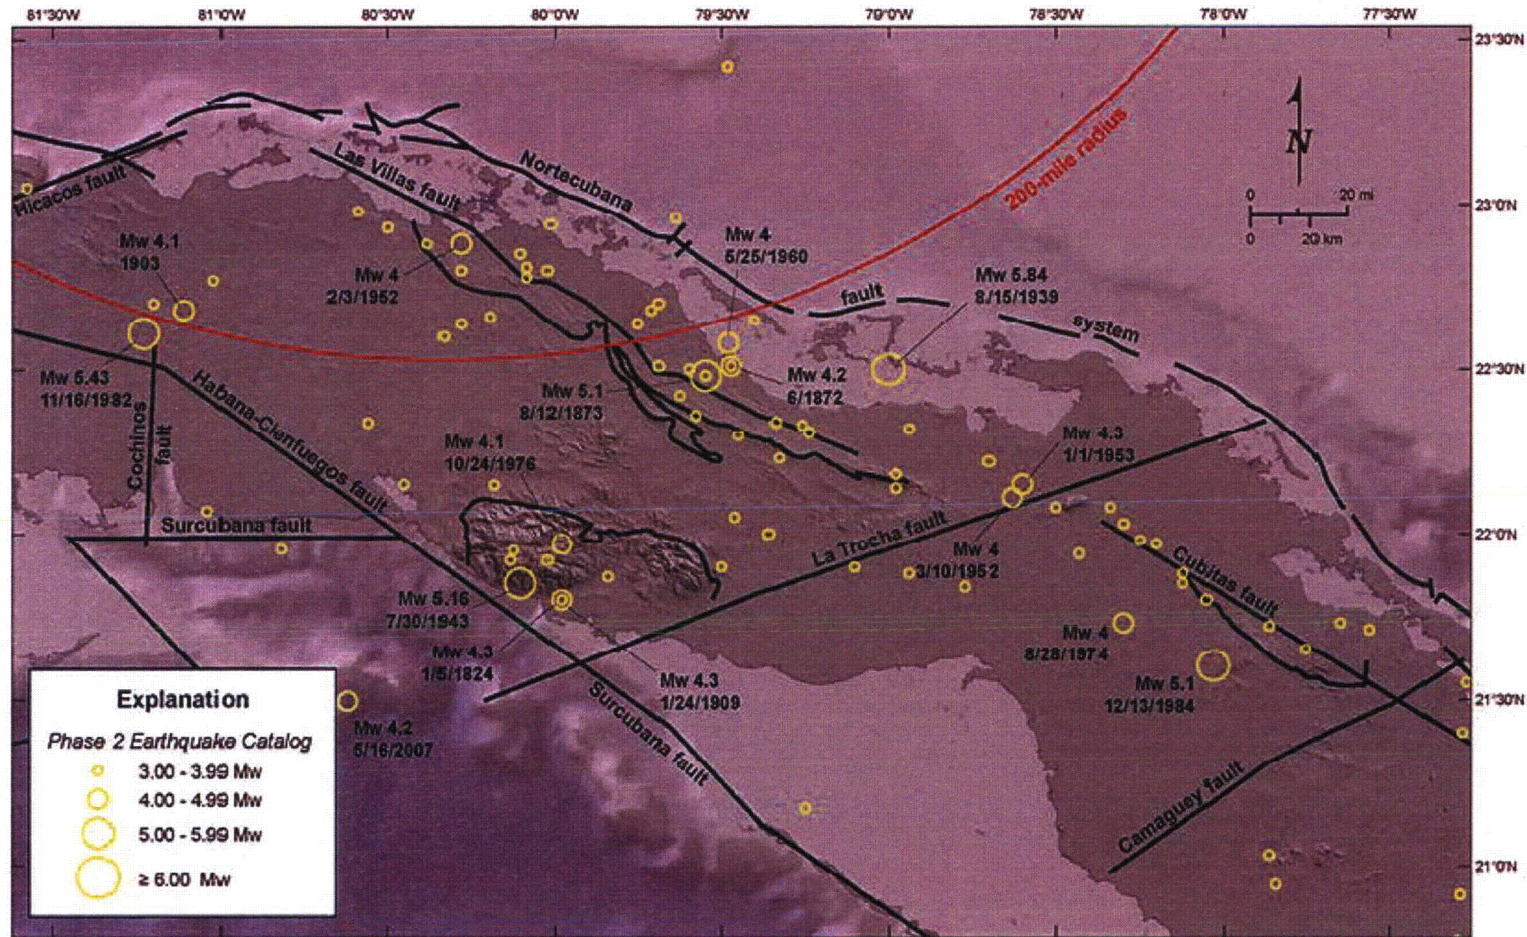 81°30'W 81°0'W 80°30'W 80°0'W 79°30'W 79°0'W 78°30'W 78°0'W 77°30'W
23°30'N
200-mile radius
N
0 20 mi
0 20 km
23°0'N
Hicacos fault
Las Villas fault
Nortecubana
fault
system
Mw 4.1
1903
Mw 4
2/3/1952
Mw 4
5/25/1960
Mw 5.84
8/15/1939
22°30'N
Mw 5.43
11/16/1982
Cochinos
fault
Habana-Cienfuegos fault
Mw 5.1
8/12/1873
Mw 4.2
6/1872
Mw 4.1
10/24/1976
Mw 4.3
1/1/1953
22°0'N
Surcubana fault
La Trocha fault
Mw 4
3/10/1952
Cubitas fault
Mw 5.16
7/30/1943
Mw 4.3
1/5/1824
Mw 4.3
1/24/1909
Mw 4
8/28/1974
Mw 5.1
12/13/1984
21°30'N
Surcubana fault
Mw 4.2
5/16/2007
Camaguey fault
21°0'N
Explanation
Phase 2 Earthquake Catalog
3.00 - 3.99 Mw
4.00 - 4.99 Mw
5.00 - 5.99 Mw
≥ 6.00 Mw